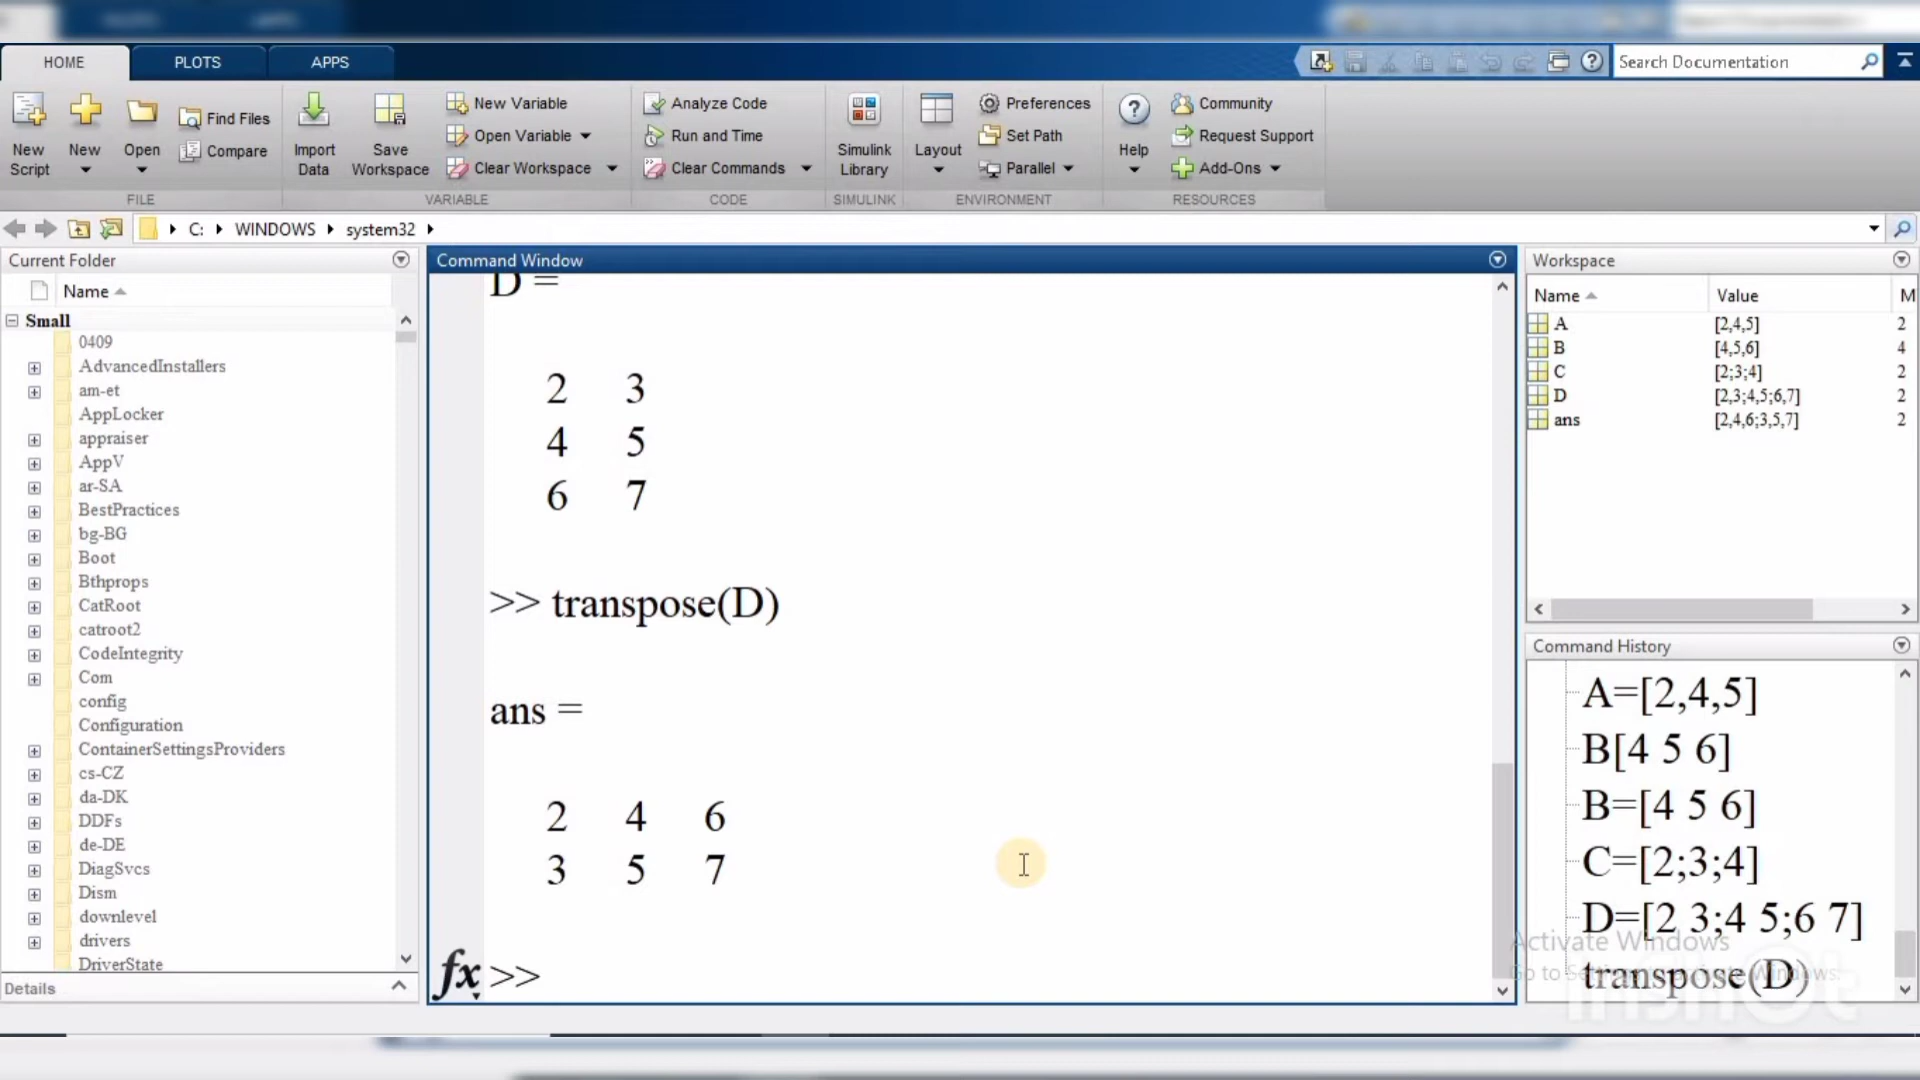 HOME PLOTS APPS
Search Documentation
New Script
New
Open
Find Files
Compare
FILE
Import Data
Save Workspace
New Variable
Open Variable
Clear Workspace
VARIABLE
Analyze Code
Run and Time
Clear Commands
CODE
Simulink Library
SIMULINK
Layout
Preferences
Set Path
Parallel
ENVIRONMENT
Help
Community
Request Support
Add-Ons
RESOURCES
C: WINDOWS system32
Current Folder
Name
Small
0409
AdvancedInstallers
am-et
AppLocker
appraiser
AppV
ar-SA
BestPractices
bg-BG
Boot
Bthprops
CatRoot
catroot2
CodeIntegrity
Com
config
Configuration
ContainerSettingsProviders
cs-CZ
da-DK
DDFs
de-DE
DiagSvcs
Dism
downlevel
drivers
DriverState
Details
Command Window
D =
2 3
4 5
6 7
>> transpose(D)
ans =
2 4 6
3 5 7
fx >>
Workspace
Name Value M
A [2,4,5] 2
B [4,5,6] 4
C [2;3;4] 2
D [2,3;4,5;6,7] 2
ans [2,4,6;3,5,7] 2
Command History
A=[2,4,5]
B[4 5 6]
B=[4 5 6]
C=[2;3;4]
D=[2 3;4 5;6 7]
transpose(D)
Activate Windows
Go to Settings to activate Windows.
InShOt